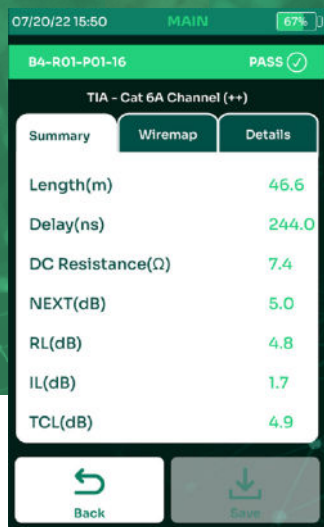 07/20/22 15:50 MAIN 67%
B4-R01-P01-16 PASS
TIA - Cat 6A Channel (++)
Summary Wiremap Details
Length(m) 46.6
Delay(ns) 244.0
DC Resistance(Ω) 7.4
NEXT(dB) 5.0
RL(dB) 4.8
IL(dB) 1.7
TCL(dB) 4.9
Back Save